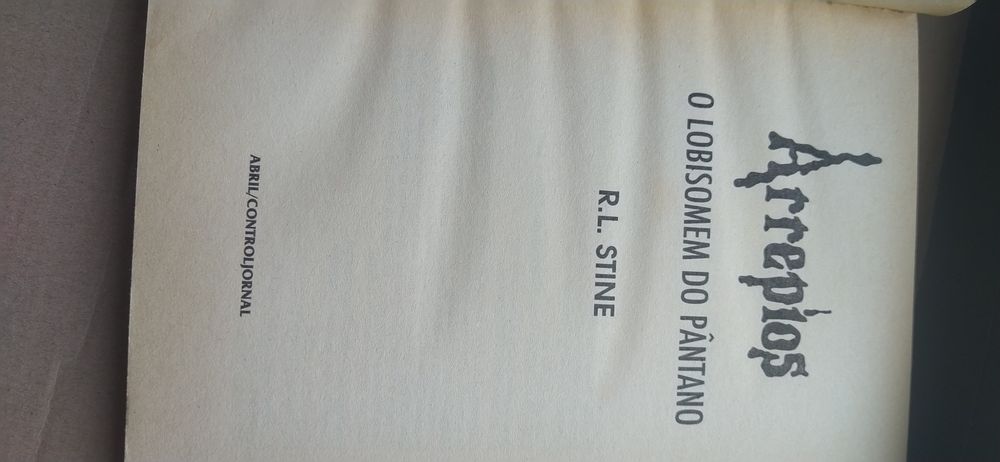 Arrepios
O LOBISOMEM DO PÂNTANO
R.L. STINE
ABRIL/CONTROLJORNAL